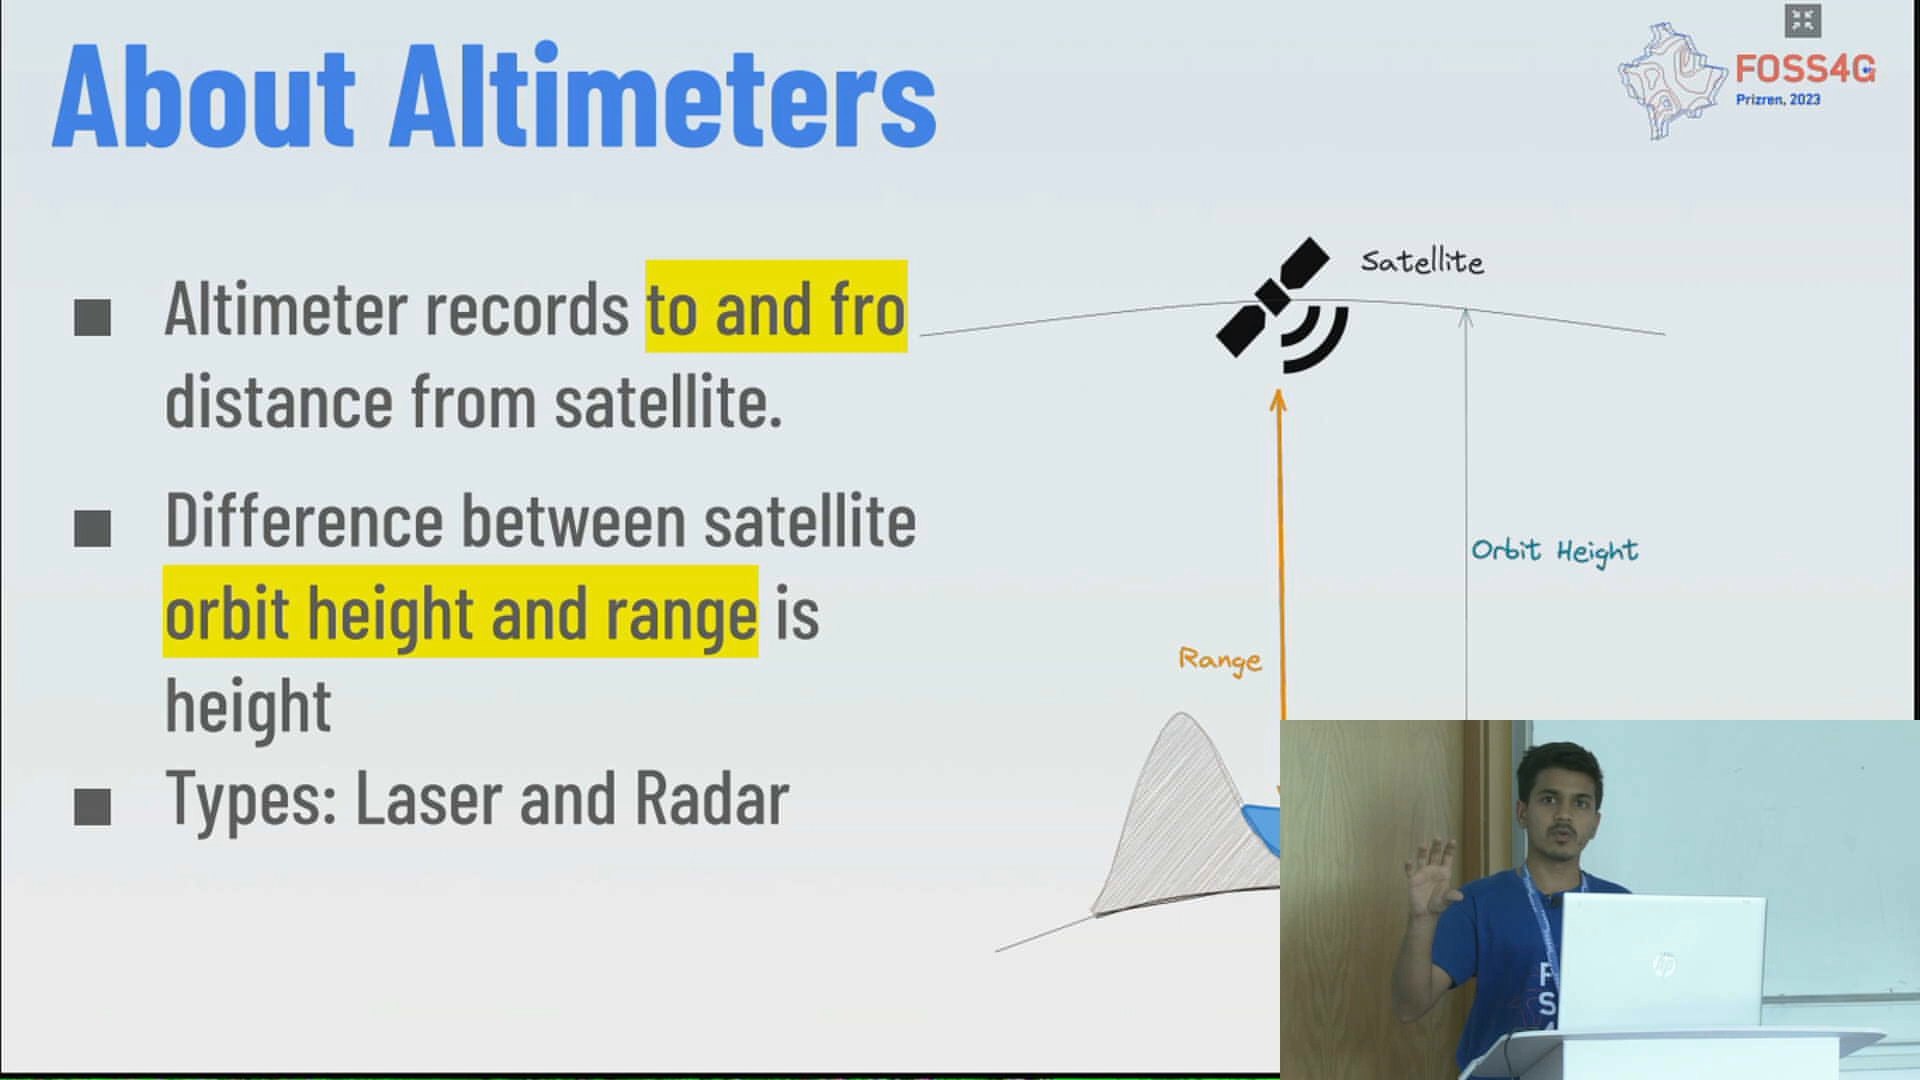 About Altimeters
FOSS4G
Prizren, 2023
Altimeter records to and fro
distance from satellite.
Difference between satellite
orbit height and range is
height
Types: Laser and Radar
Satellite
Orbit Height
Range
hp
F
S